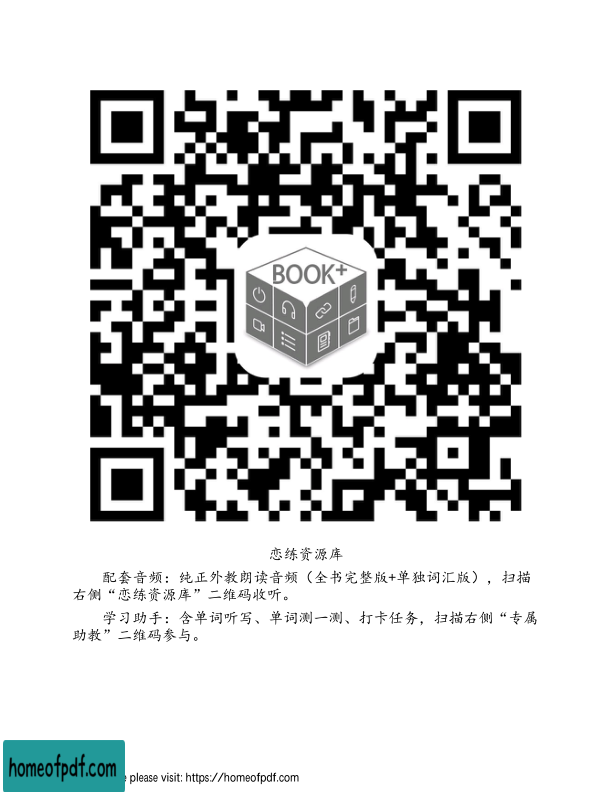 BOOK+
恋练资源库
配套音频：纯正外教朗读音频（全书完整版+单独词汇版），扫描
右侧“恋练资源库”二维码收听。
学习助手：含单词听写、单词测一测、打卡任务，扫描右侧“专属
助教”二维码参与。
homeofpdf.com
e please visit: https://homeofpdf.com